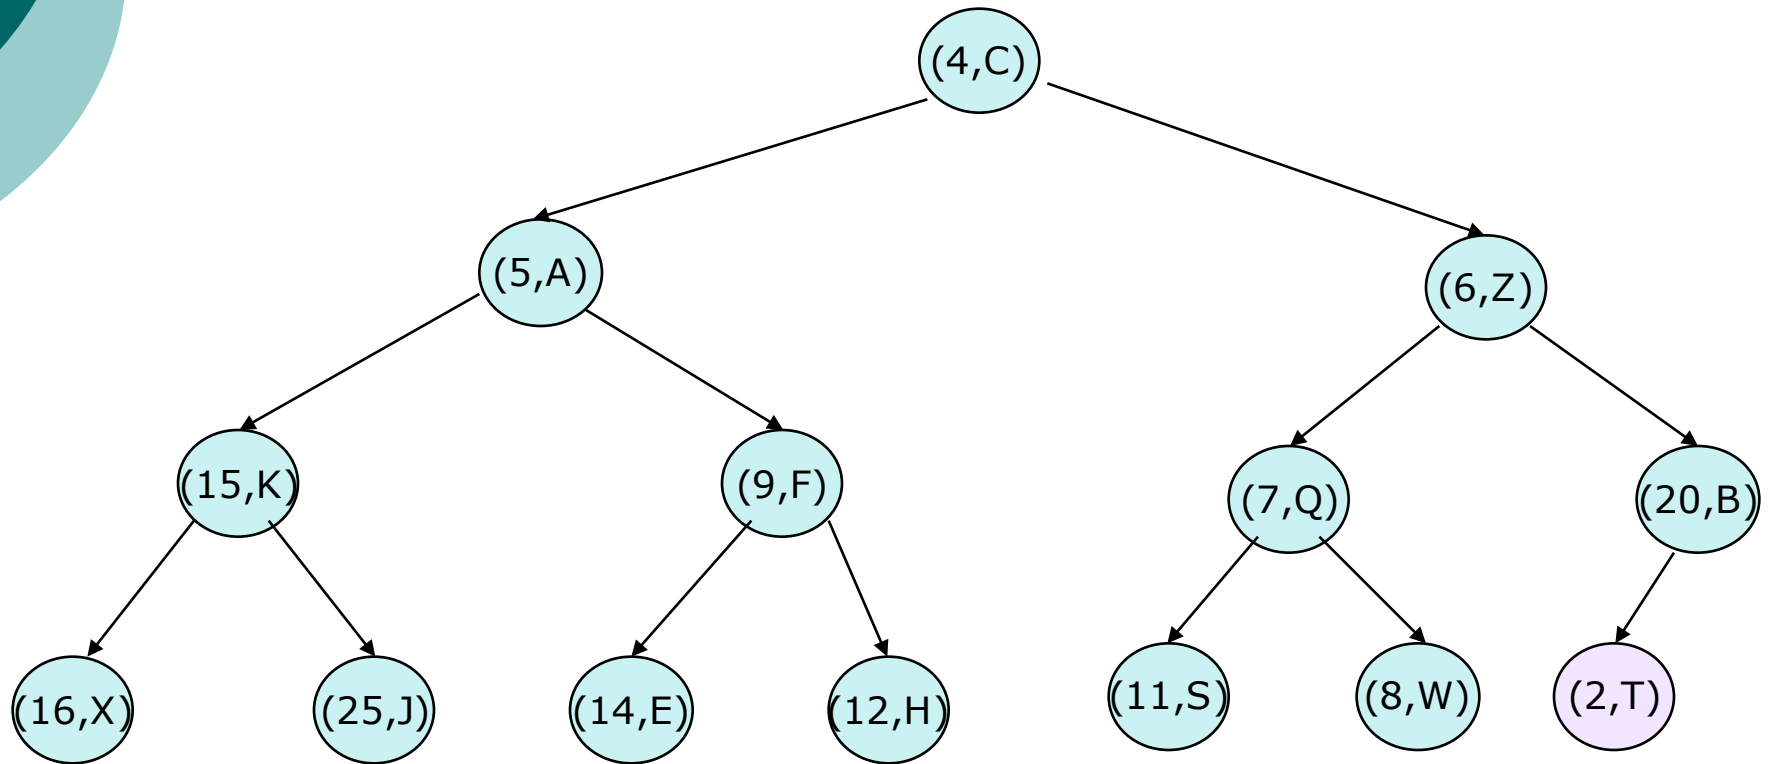 (4,C)
(5,A)
(6,Z)
(15,K)
(9,F)
(7,Q)
(20,B)
(16,X)
(25,J)
(14,E)
(12,H)
(11,S)
(8,W)
(2,T)